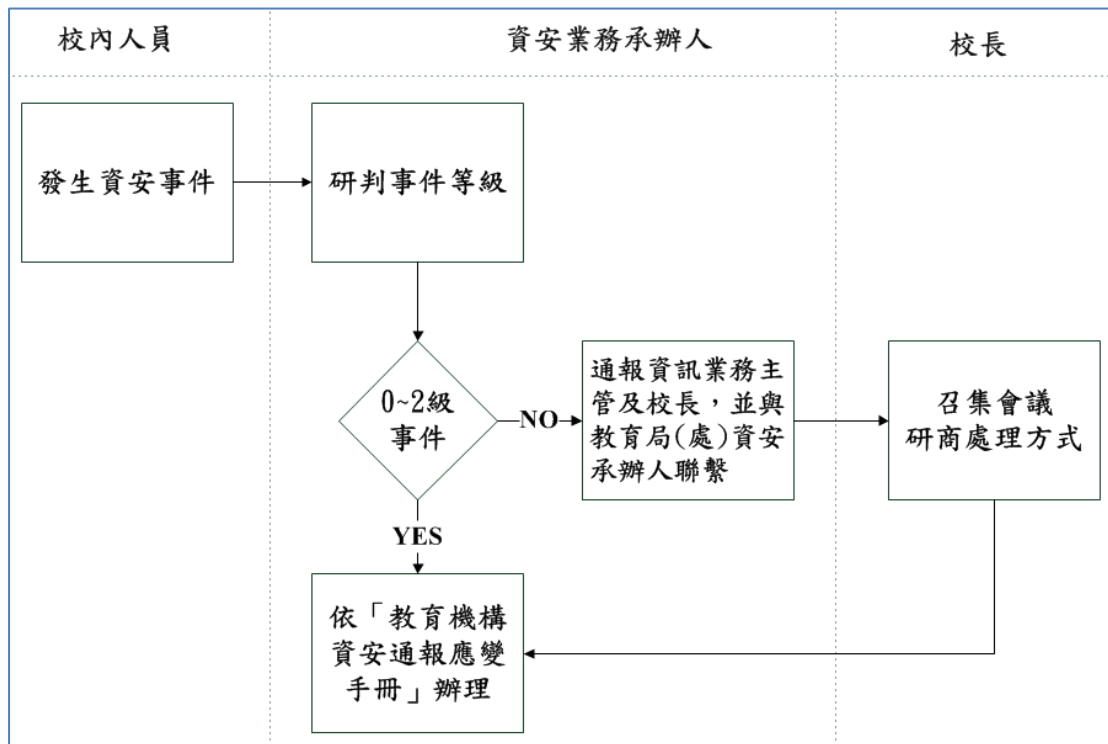 校內人員
資安業務承辦人
校長
發生資安事件
研判事件等級
0~2級
事件
NO
通報資訊業務主
管及校長，並與
教育局(處)資安
承辦人聯繫
召集會議
研商處理方式
YES
依「教育機構
資安通報應變
手冊」辦理